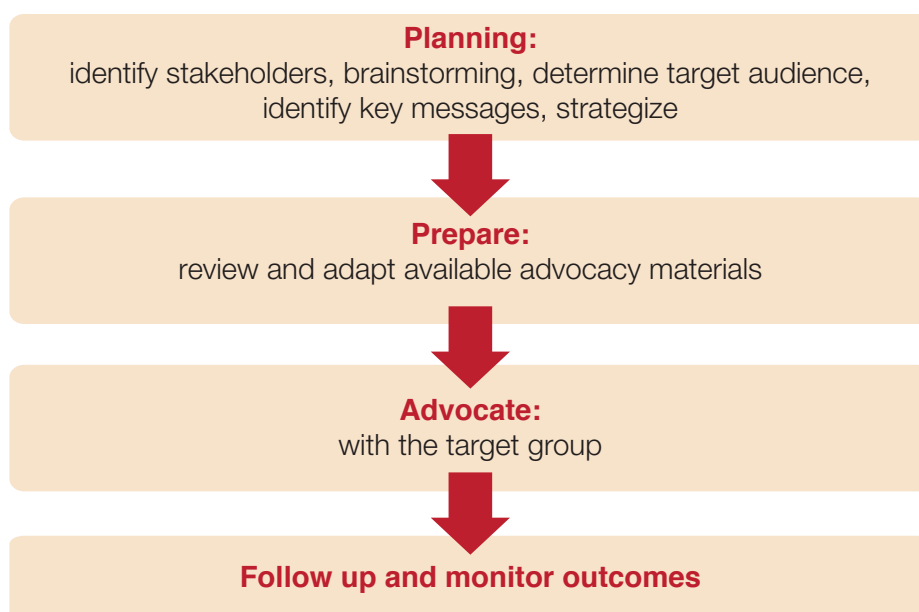 Planning:
identify stakeholders, brainstorming, determine target audience,
identify key messages, strategize
Prepare:
review and adapt available advocacy materials
Advocate:
with the target group
Follow up and monitor outcomes